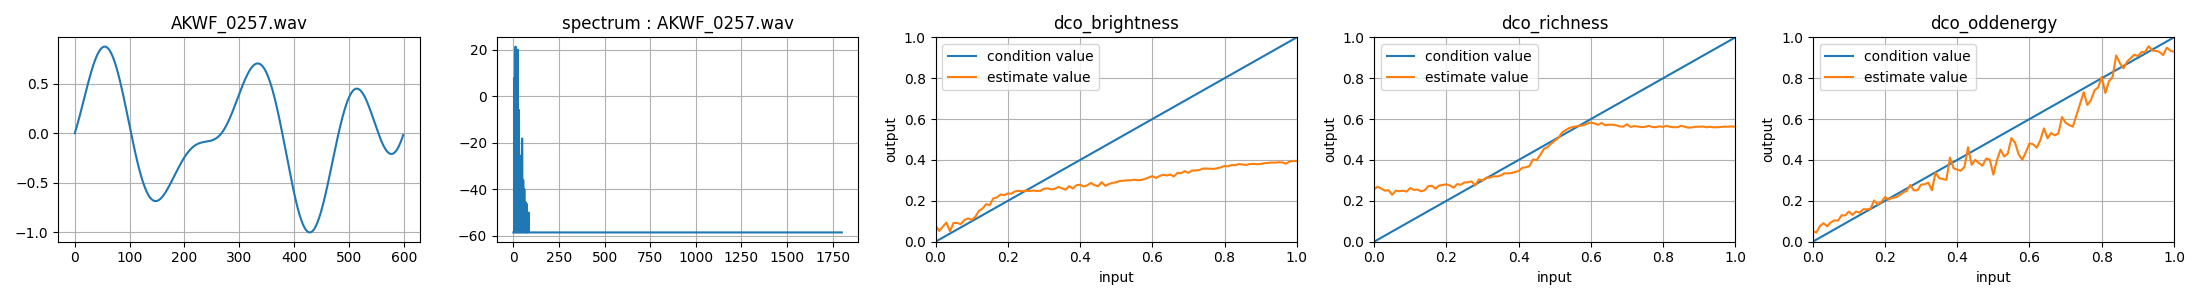 AKWF_0257.wav
0.5
0.0
−0.5
−1.0
0 100 200 300 400 500 600
spectrum : AKWF_0257.wav
20
0
−20
−40
−60
0 250 500 750 1000 1250 1500 1750
dco_brightness
condition value
estimate value
output
1.0
0.8
0.6
0.4
0.2
0.0
0.0 0.2 0.4 0.6 0.8 1.0
input
dco_richness
condition value
estimate value
output
1.0
0.8
0.6
0.4
0.2
0.0
0.0 0.2 0.4 0.6 0.8 1.0
input
dco_oddenergy
condition value
estimate value
output
1.0
0.8
0.6
0.4
0.2
0.0
0.0 0.2 0.4 0.6 0.8 1.0
input